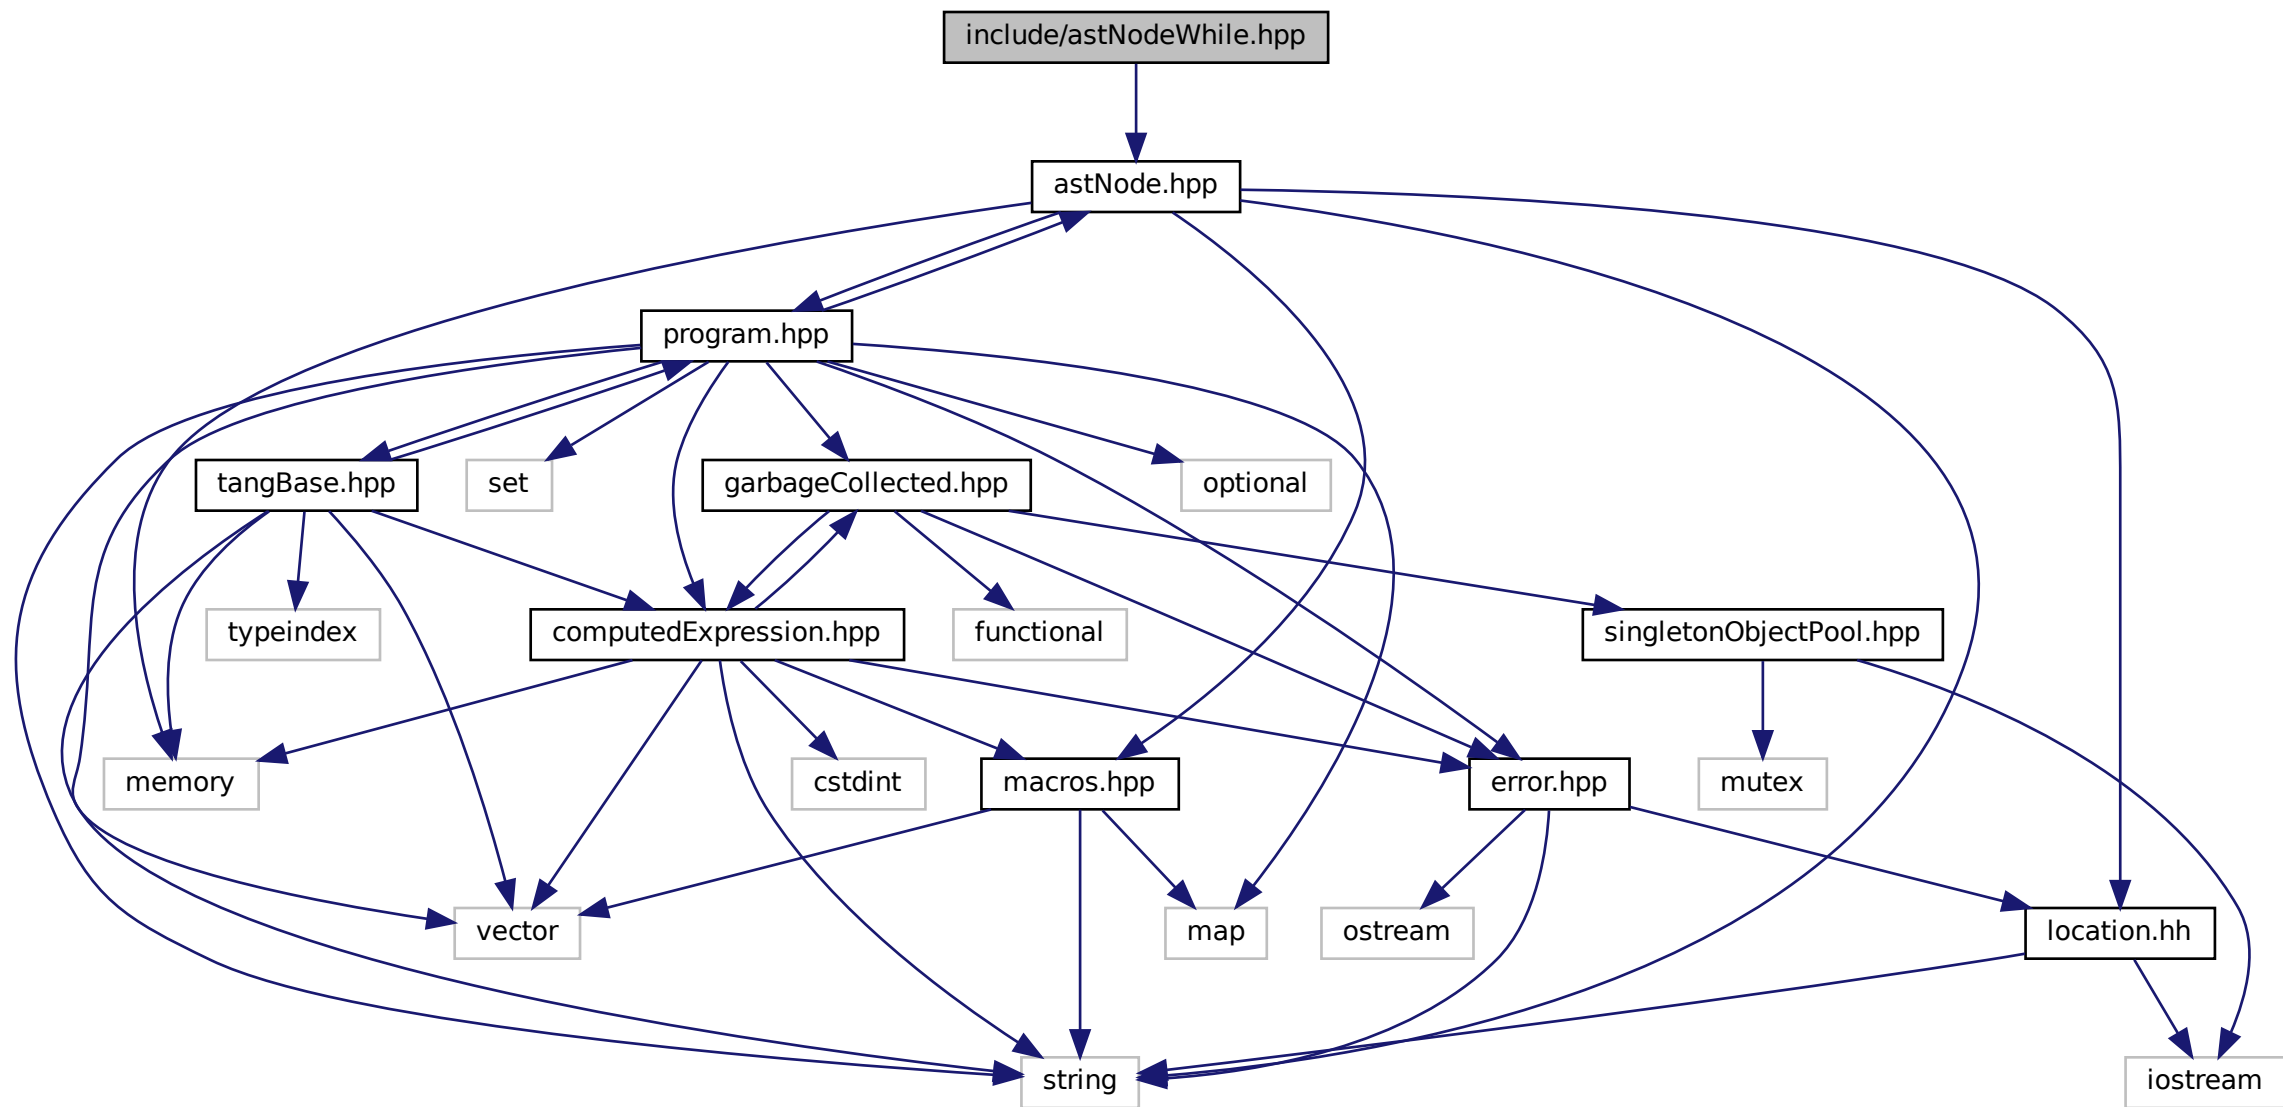 include/astNodeWhile.hpp
astNode.hpp
program.hpp
tangBase.hpp
set
garbageCollected.hpp
optional
typeindex
computedExpression.hpp
functional
singletonObjectPool.hpp
memory
cstdint
macros.hpp
error.hpp
mutex
vector
map
ostream
location.hh
string
iostream